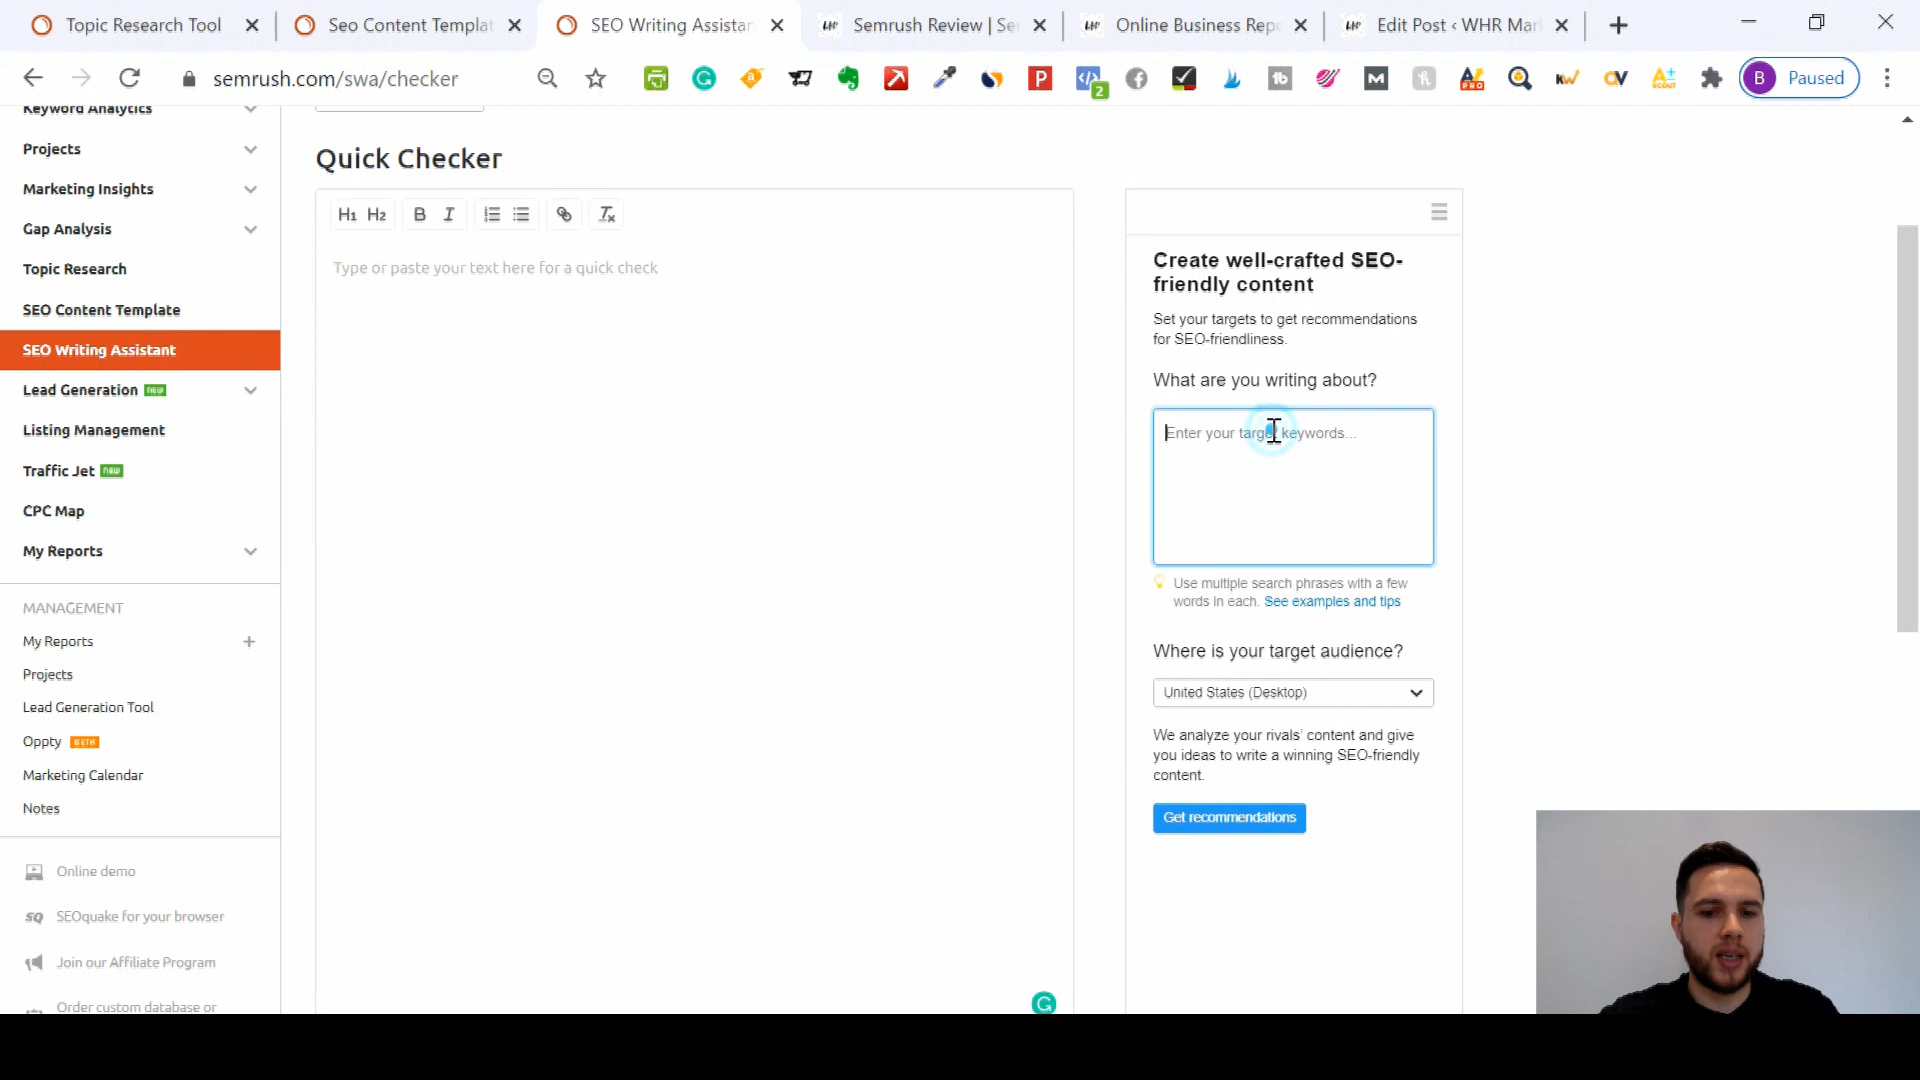 Topic Research Tool
Seo Content Templat
SEO Writing Assistan
Semrush Review | Se
Online Business Rep
Edit Post ‹ WHR Mar
semrush.com/swa/checker
2
B Paused
Keyword Analytics
Projects
Marketing Insights
Gap Analysis
Topic Research
SEO Content Template
SEO Writing Assistant
Lead Generation NEW
Listing Management
Traffic Jet NEW
CPC Map
My Reports
MANAGEMENT
My Reports
Projects
Lead Generation Tool
Oppty BETA
Marketing Calendar
Notes
Online demo
SQ SEOquake for your browser
Join our Affiliate Program
Order custom database or
Quick Checker
H1 H2 B I
Type or paste your text here for a quick check
Create well-crafted SEO-
friendly content
Set your targets to get recommendations
for SEO-friendliness.
What are you writing about?
Enter your target keywords...
Use multiple search phrases with a few
words in each. See examples and tips
Where is your target audience?
United States (Desktop)
We analyze your rivals' content and give
you ideas to write a winning SEO-friendly
content.
Get recommendations